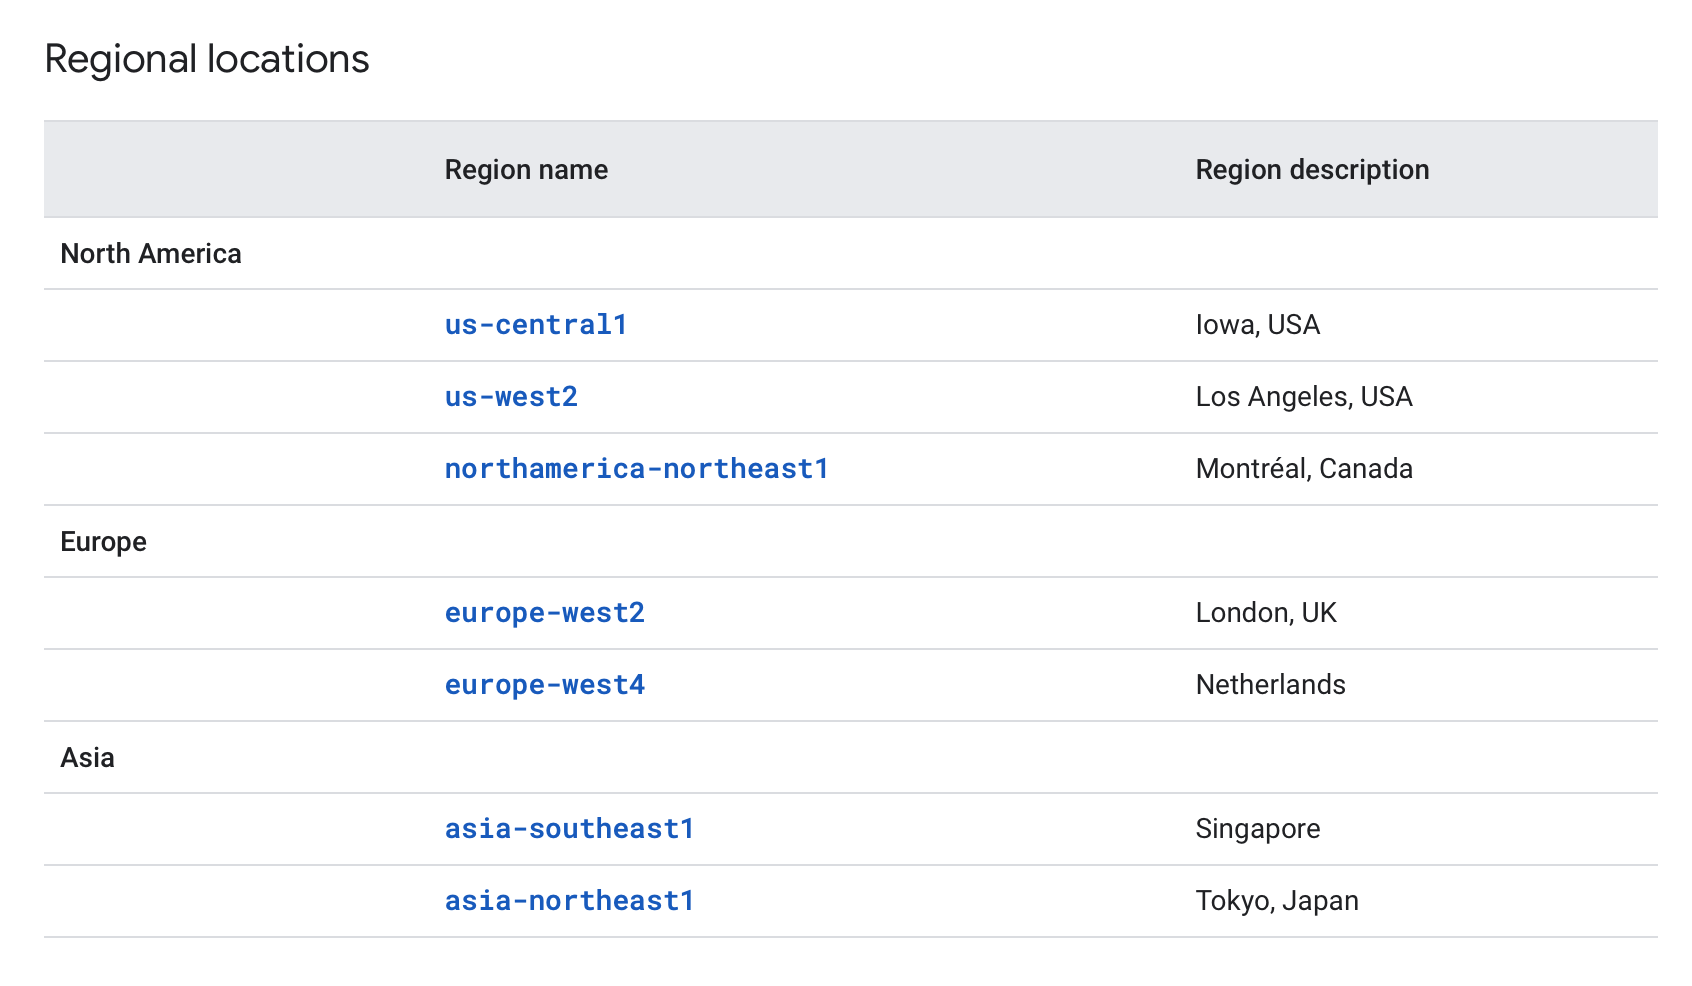 Regional locations
Region name Region description
North America
us-central1 Iowa, USA
us-west2 Los Angeles, USA
northamerica-northeast1 Montréal, Canada
Europe
europe-west2 London, UK
europe-west4 Netherlands
Asia
asia-southeast1 Singapore
asia-northeast1 Tokyo, Japan